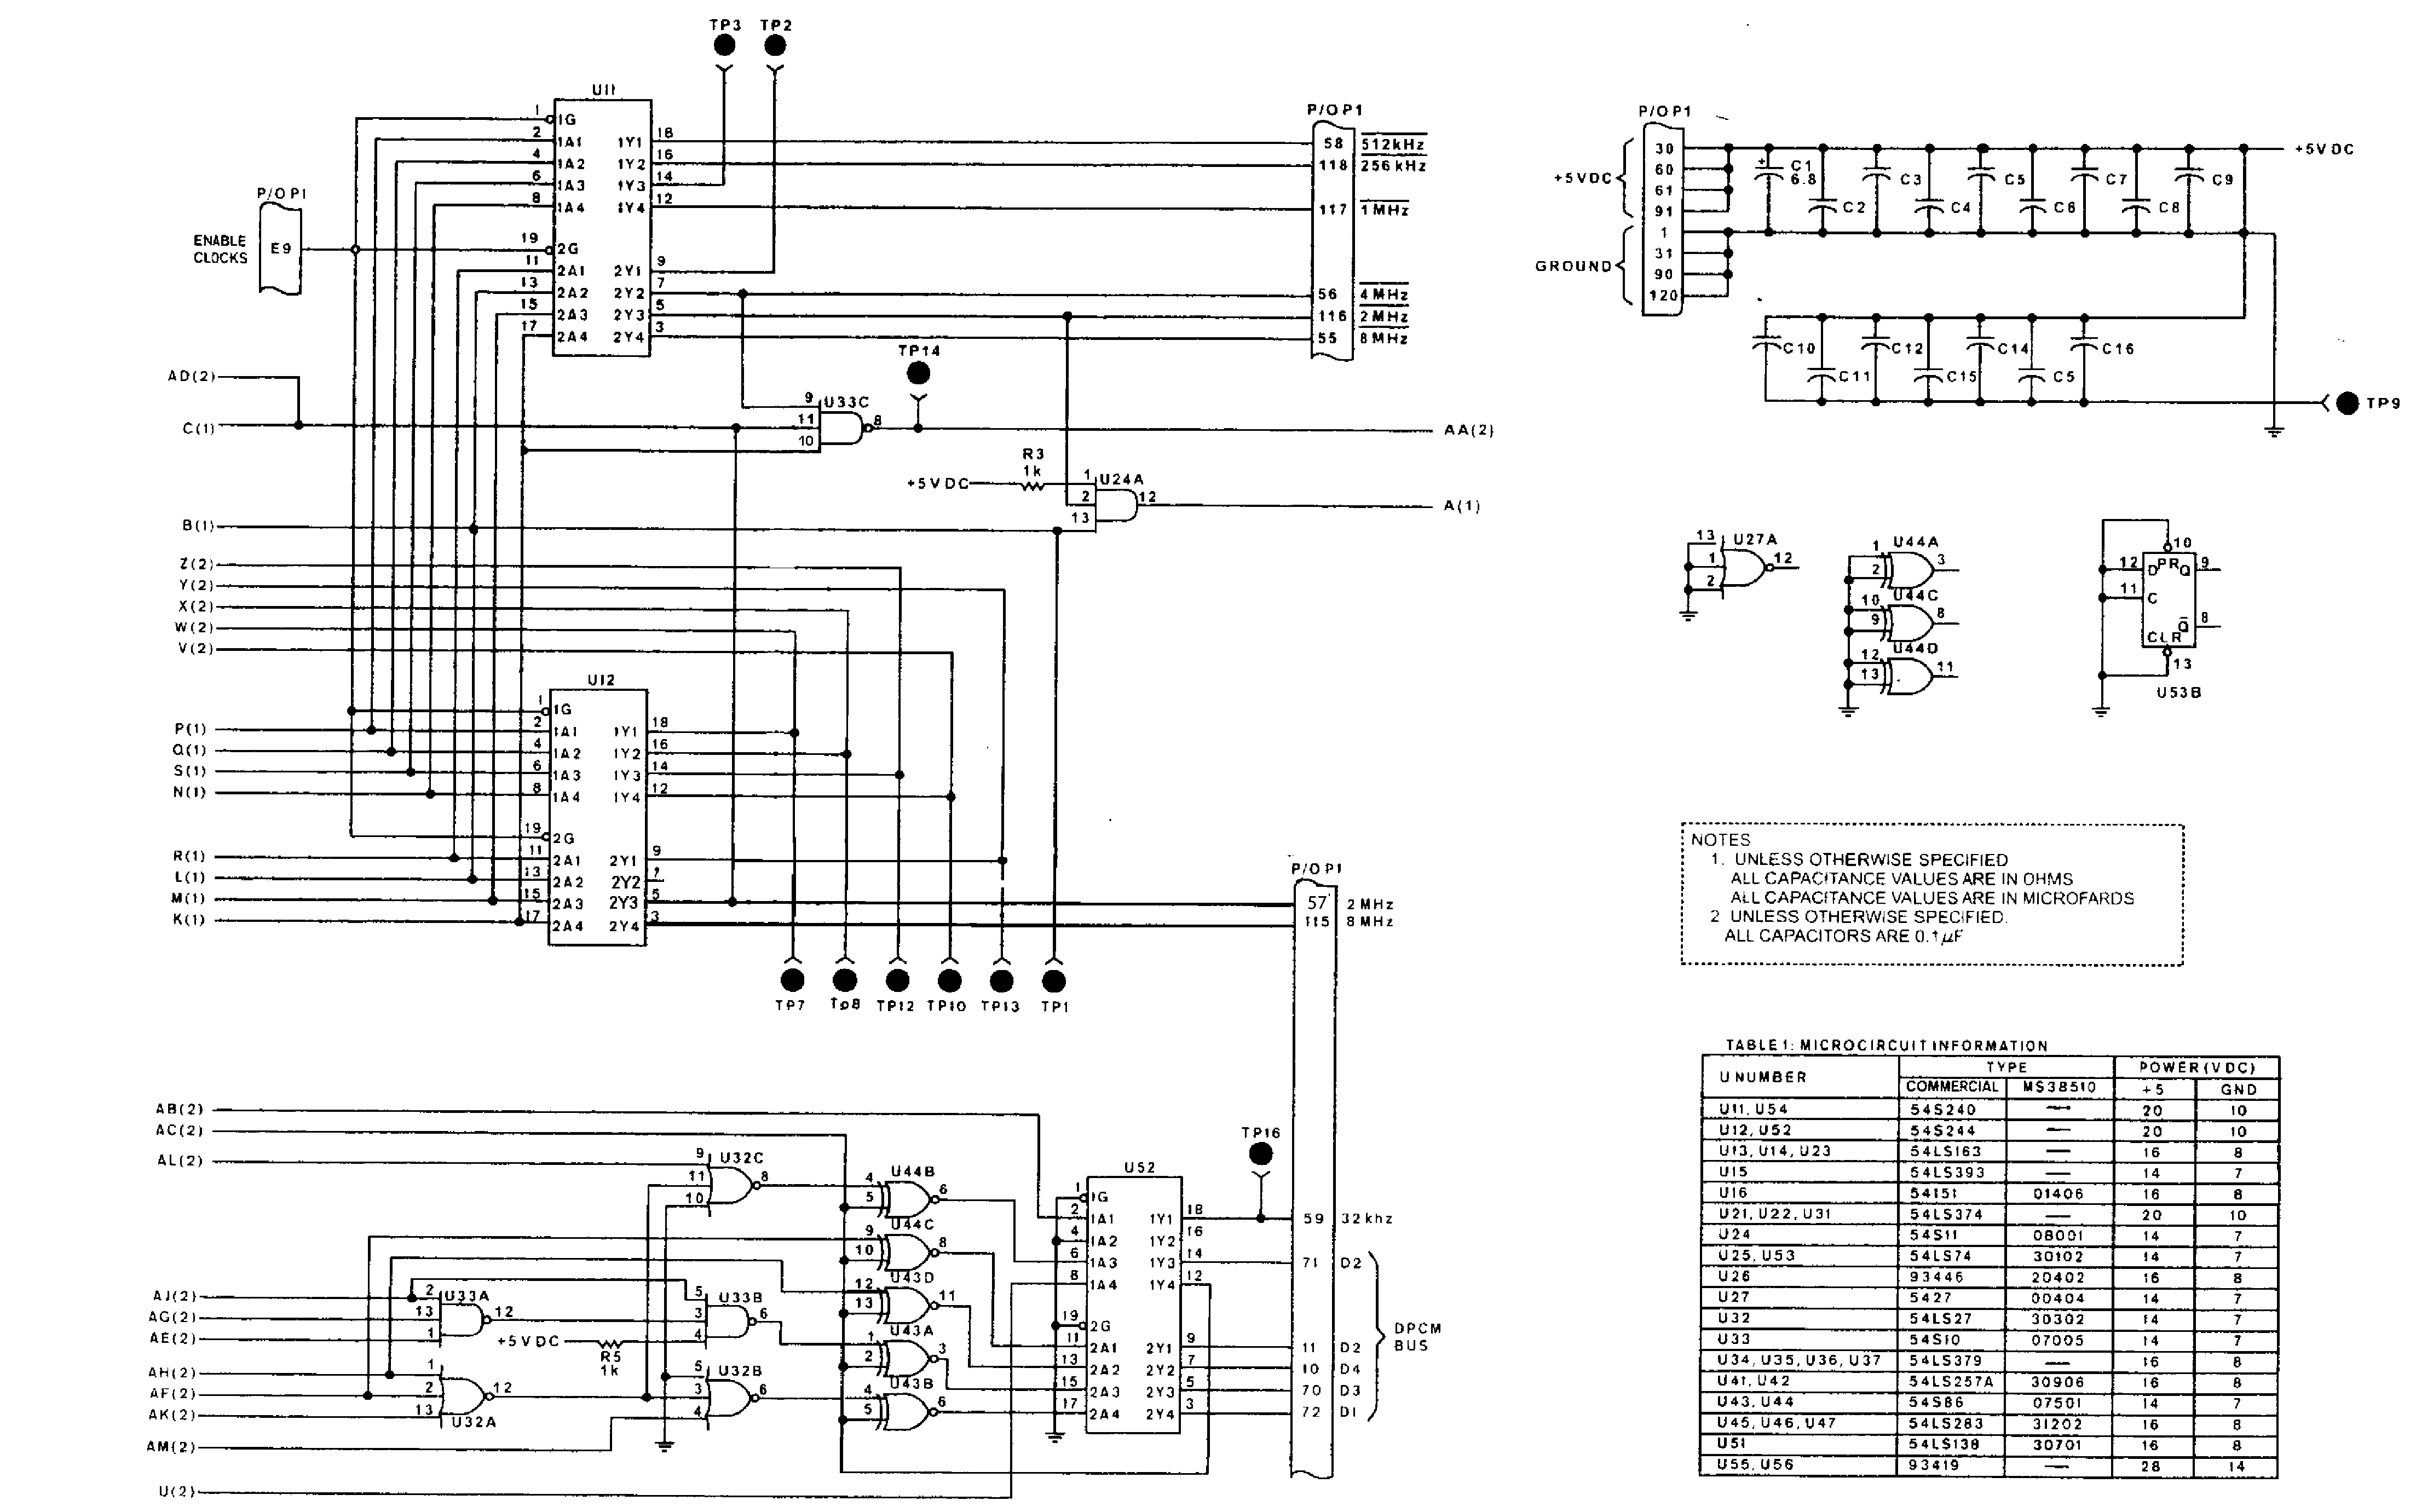 TP3 TP2
U11
1 1G
2 1A1 1Y1 18
4 1A2 1Y2 16
6 1A3 1Y3 14
8 1A4 1Y4 12
19 2G
11 2A1 2Y1 9
13 2A2 2Y2 7
15 2A3 2Y3 5
17 2A4 2Y4 3
P/O P1
E9
ENABLE
CLOCKS
P/O P1
58 512kHz
118 256kHz
117 1MHz
56 4MHz
116 2MHz
55 8MHz
P/O P1
+5VDC
30
60
61
91
GROUND
1
31
90
120
+5VDC
C1
6.8
C2
C3
C4
C5
C6
C7
C8
C9
C10
C11
C12
C15
C14
C5
C16
TP9
AD(2)
C(1)
TP14
9 U33C
11 8
10
AA(2)
R3
1k
+5VDC
1 U24A
2 12
13
A(1)
B(1)
Z(2)
Y(2)
X(2)
W(2)
V(2)
13 U27A
1 12
2
1 U44A
2 3
10 U44C
9 8
12 U44D
13 11
10
12 D PR Q 9
11 C
Q 8
CLR
13
U53B
U12
P(1)
Q(1)
S(1)
N(1)
R(1)
L(1)
M(1)
K(1)
1 1G
2 1A1 1Y1 18
4 1A2 1Y2 16
6 1A3 1Y3 14
8 1A4 1Y4 12
19 2G
11 2A1 2Y1 9
13 2A2 2Y2 7
15 2A3 2Y3 5
17 2A4 2Y4 3
TP7 Tp8 TP12 TP10 TP13 TP1
P/O P1
57 2MHz
115 8MHz
59 32khz
71 D2
11 D2
10 D4
70 D3
72 D1
DPCM
BUS
TP16
NOTES
1. UNLESS OTHERWISE SPECIFIED
ALL CAPACITANCE VALUES ARE IN OHMS
ALL CAPACITANCE VALUES ARE IN MICROFARDS
2 UNLESS OTHERWISE SPECIFIED.
ALL CAPACITORS ARE 0.1µF
AB(2)
AC(2)
AL(2)
AJ(2)
AG(2)
AE(2)
AH(2)
AF(2)
AK(2)
AM(2)
U(2)
9 U32C
11 8
10
2 U33A
13 12
1
5 U33B
3 6
4
+5VDC
R5
1k
1
2 12
13 U32A
5 U32B
3 6
4
4 U44B
5 6
9 U44C
10 8
12 U43D
13 11
1 U43A
2 3
4 U43B
5 6
U52
1 1G
2 1A1 1Y1 18
4 1A2 1Y2 16
6 1A3 1Y3 14
8 1A4 1Y4 12
19 2G
11 2A1 2Y1 9
13 2A2 2Y2 7
15 2A3 2Y3 5
17 2A4 2Y4 3
TABLE 1: MICROCIRCUIT INFORMATION
U NUMBER TYPE POWER (VDC)
COMMERCIAL MS38510 +5 GND
U11, U54 54S240 — 20 10
U12, U52 54S244 — 20 10
U13, U14, U23 54LS163 — 16 8
U15 54LS393 — 14 7
U16 54151 01406 16 8
U21, U22, U31 54LS374 — 20 10
U24 54S11 08001 14 7
U25, U53 54LS74 30102 14 7
U26 93446 20402 16 8
U27 5427 00404 14 7
U32 54LS27 30302 14 7
U33 54S10 07005 14 7
U34, U35, U36, U37 54LS379 — 16 8
U41, U42 54LS257A 30906 16 8
U43, U44 54S86 07501 14 7
U45, U46, U47 54LS283 31202 16 8
U51 54LS138 30701 16 8
U55, U56 93419 — 28 14